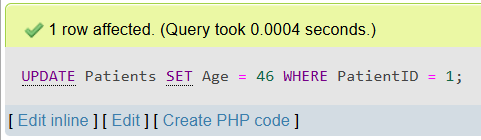 1 row affected. (Query took 0.0004 seconds.)
UPDATE Patients SET Age = 46 WHERE PatientID = 1;
[ Edit inline ] [ Edit ] [ Create PHP code ]